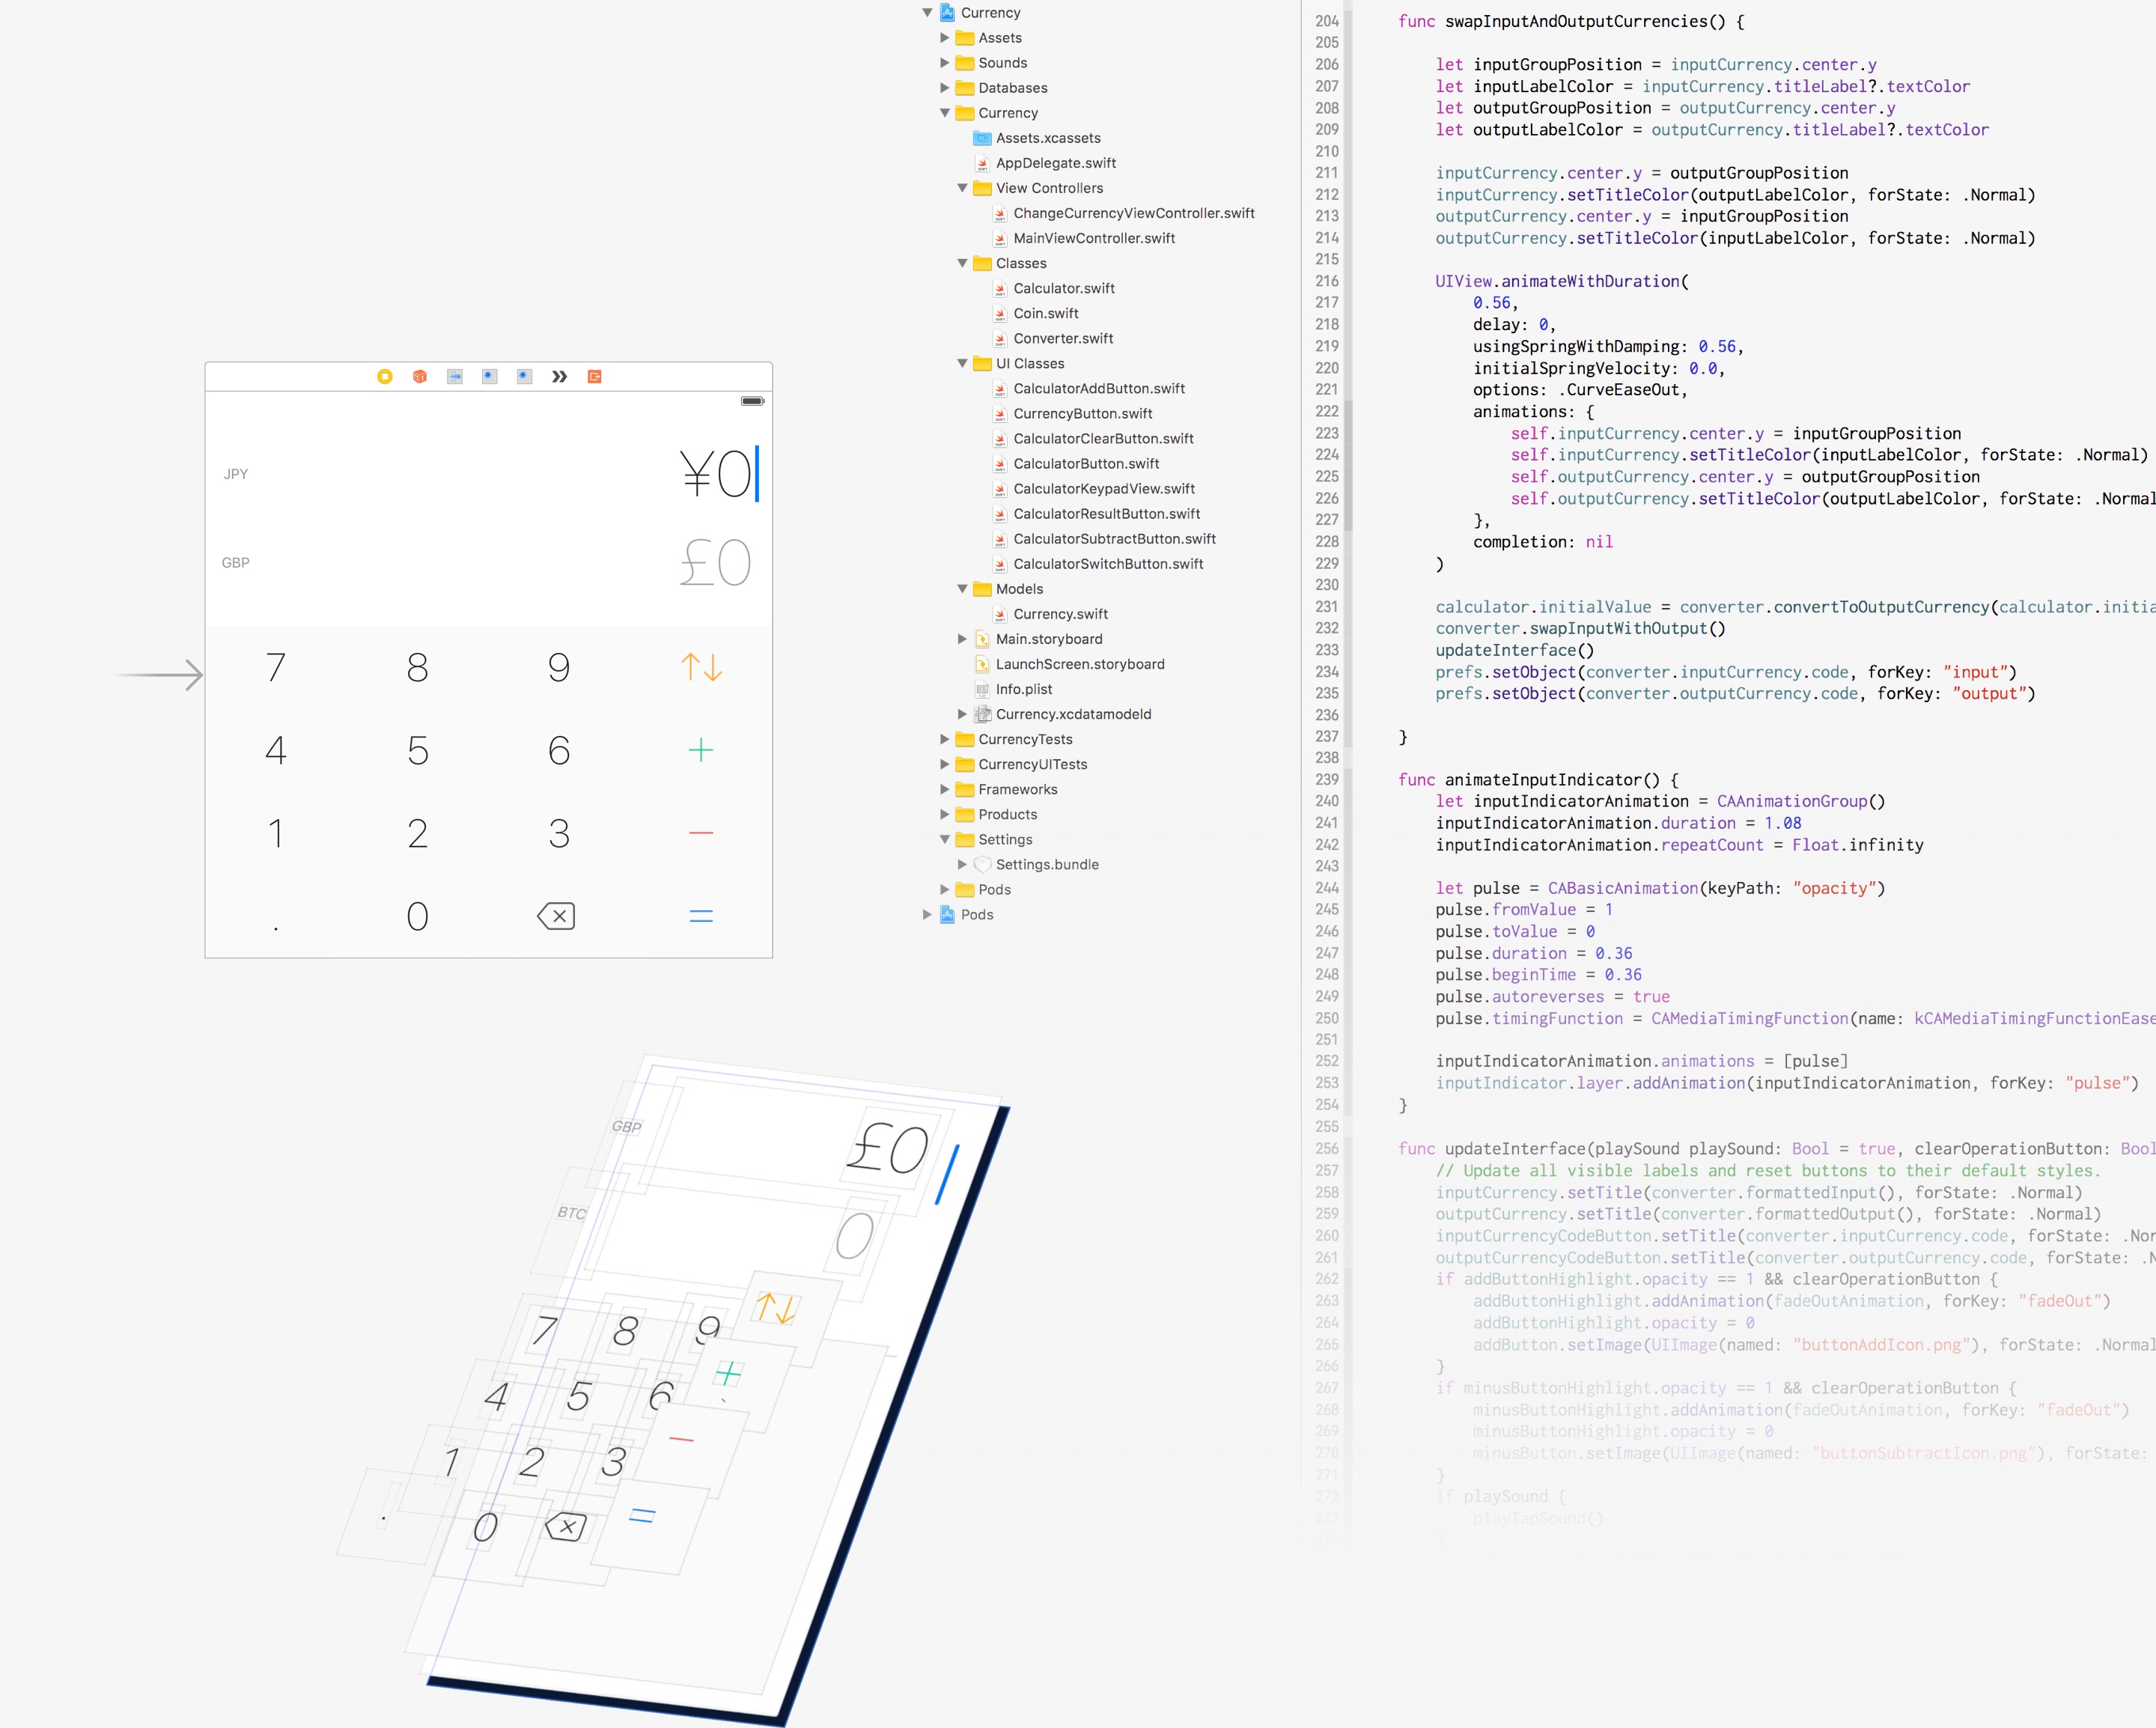 JPY
¥0
GBP
£0
7 8 9 ↑↓
4 5 6 +
1 2 3 −
. 0 =
GBP
£0
BTC
0
7 8 9 ↑↓
4 5 6 +
1 2 3 −
. 0 =
Currency
Assets
Sounds
Databases
Currency
Assets.xcassets
AppDelegate.swift
View Controllers
ChangeCurrencyViewController.swift
MainViewController.swift
Classes
Calculator.swift
Coin.swift
Converter.swift
UI Classes
CalculatorAddButton.swift
CurrencyButton.swift
CalculatorClearButton.swift
CalculatorButton.swift
CalculatorKeypadView.swift
CalculatorResultButton.swift
CalculatorSubtractButton.swift
CalculatorSwitchButton.swift
Models
Currency.swift
Main.storyboard
LaunchScreen.storyboard
Info.plist
Currency.xcdatamodeld
CurrencyTests
CurrencyUITests
Frameworks
Products
Settings
Settings.bundle
Pods
Pods
204 func swapInputAndOutputCurrencies() {
205
206 let inputGroupPosition = inputCurrency.center.y
207 let inputLabelColor = inputCurrency.titleLabel?.textColor
208 let outputGroupPosition = outputCurrency.center.y
209 let outputLabelColor = outputCurrency.titleLabel?.textColor
210
211 inputCurrency.center.y = outputGroupPosition
212 inputCurrency.setTitleColor(outputLabelColor, forState: .Normal)
213 outputCurrency.center.y = inputGroupPosition
214 outputCurrency.setTitleColor(inputLabelColor, forState: .Normal)
215
216 UIView.animateWithDuration(
217 0.56,
218 delay: 0,
219 usingSpringWithDamping: 0.56,
220 initialSpringVelocity: 0.0,
221 options: .CurveEaseOut,
222 animations: {
223 self.inputCurrency.center.y = inputGroupPosition
224 self.inputCurrency.setTitleColor(inputLabelColor, forState: .Normal)
225 self.outputCurrency.center.y = outputGroupPosition
226 self.outputCurrency.setTitleColor(outputLabelColor, forState: .Normal
227 },
228 completion: nil
229 )
230
231 calculator.initialValue = converter.convertToOutputCurrency(calculator.initia
232 converter.swapInputWithOutput()
233 updateInterface()
234 prefs.setObject(converter.inputCurrency.code, forKey: "input")
235 prefs.setObject(converter.outputCurrency.code, forKey: "output")
236
237 }
238
239 func animateInputIndicator() {
240 let inputIndicatorAnimation = CAAnimationGroup()
241 inputIndicatorAnimation.duration = 1.08
242 inputIndicatorAnimation.repeatCount = Float.infinity
243
244 let pulse = CABasicAnimation(keyPath: "opacity")
245 pulse.fromValue = 1
246 pulse.toValue = 0
247 pulse.duration = 0.36
248 pulse.beginTime = 0.36
249 pulse.autoreverses = true
250 pulse.timingFunction = CAMediaTimingFunction(name: kCAMediaTimingFunctionEase
251
252 inputIndicatorAnimation.animations = [pulse]
253 inputIndicator.layer.addAnimation(inputIndicatorAnimation, forKey: "pulse")
254 }
255
256 func updateInterface(playSound playSound: Bool = true, clearOperationButton: Bool
257 // Update all visible labels and reset buttons to their default styles.
258 inputCurrency.setTitle(converter.formattedInput(), forState: .Normal)
259 outputCurrency.setTitle(converter.formattedOutput(), forState: .Normal)
260 inputCurrencyCodeButton.setTitle(converter.inputCurrency.code, forState: .Nor
261 outputCurrencyCodeButton.setTitle(converter.outputCurrency.code, forState: .N
262 if addButtonHighlight.opacity == 1 && clearOperationButton {
263 addButtonHighlight.addAnimation(fadeOutAnimation, forKey: "fadeOut")
264 addButtonHighlight.opacity = 0
265 addButton.setImage(UIImage(named: "buttonAddIcon.png"), forState: .Normal
266 }
267 if minusButtonHighlight.opacity == 1 && clearOperationButton {
268 minusButtonHighlight.addAnimation(fadeOutAnimation, forKey: "fadeOut")
269 minusButtonHighlight.opacity = 0
270 minusButton.setImage(UIImage(named: "buttonSubtractIcon.png"), forState:
271 }
272 if playSound {
273 playTapSound()
}